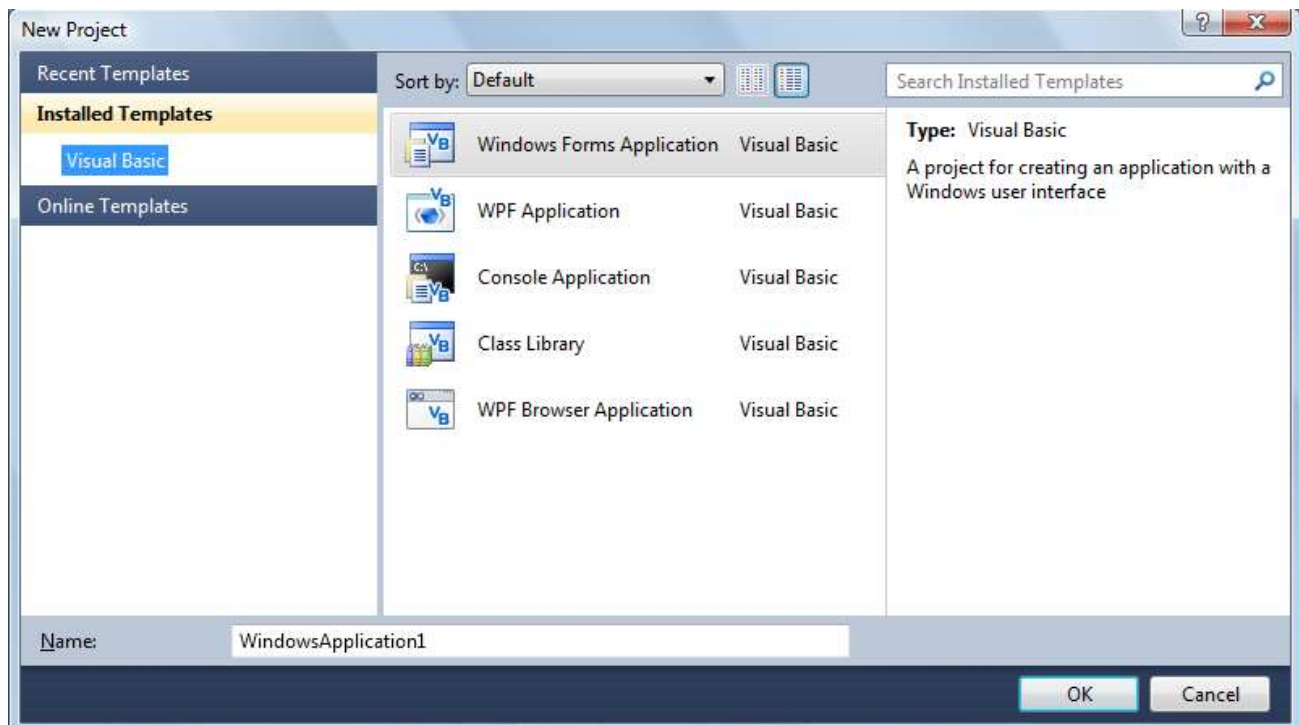 New Project
Recent Templates
Installed Templates
Visual Basic
Online Templates
Sort by: Default
Windows Forms Application Visual Basic
WPF Application Visual Basic
Console Application Visual Basic
Class Library Visual Basic
WPF Browser Application Visual Basic
Search Installed Templates
Type: Visual Basic
A project for creating an application with a
Windows user interface
Name: WindowsApplication1
OK Cancel